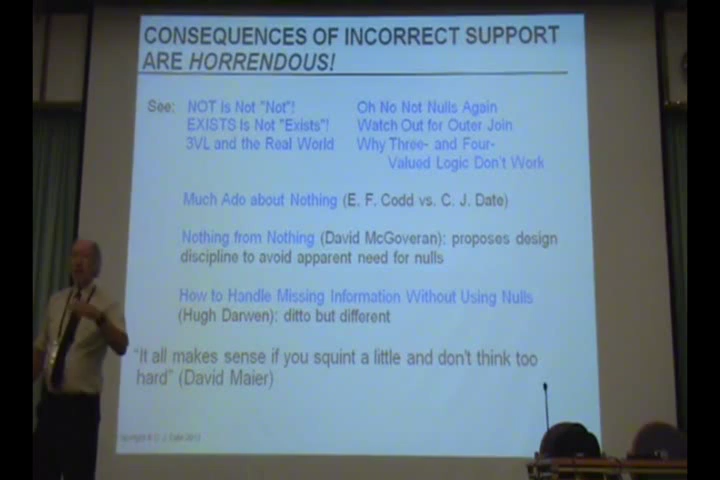 CONSEQUENCES OF INCORRECT SUPPORT
ARE HORRENDOUS!
See: NOT Is Not "Not"! Oh No Not Nulls Again
EXISTS Is Not "Exists"! Watch Out for Outer Join
3VL and the Real World Why Three- and Four-
Valued Logic Don't Work
Much Ado about Nothing (E. F. Codd vs. C. J. Date)
Nothing from Nothing (David McGoveran): proposes design
discipline to avoid apparent need for nulls
How to Handle Missing Information Without Using Nulls
(Hugh Darwen): ditto but different
"It all makes sense if you squint a little and don't think too
hard" (David Maier)